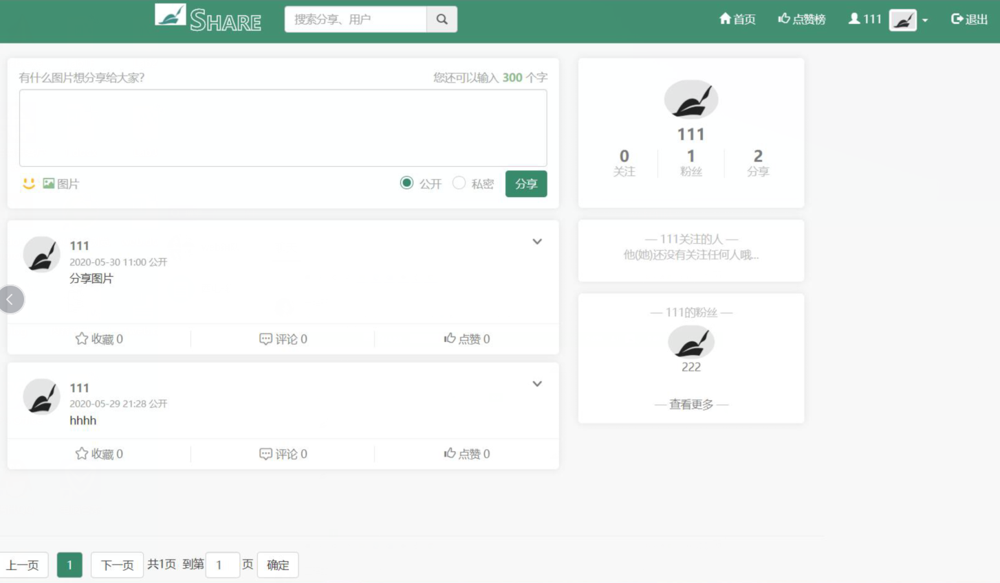 SHARE
搜索分享、用户
首页
点赞榜
111
退出
有什么图片想分享给大家?
您还可以输入 300 个字
图片
公开
私密
分享
111
2020-05-30 11:00 公开
分享图片
收藏 0
评论 0
点赞 0
111
2020-05-29 21:28 公开
hhhh
收藏 0
评论 0
点赞 0
111
0
关注
1
粉丝
2
分享
— 111关注的人 —
他(她)还没有关注任何人哦...
— 111的粉丝 —
222
— 查看更多 —
上一页 1 下一页 共1页 到第 1 页 确定